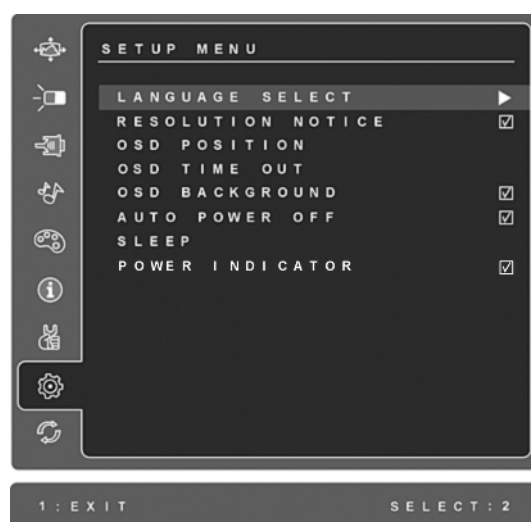 SETUP MENU
LANGUAGE SELECT
RESOLUTION NOTICE
OSD POSITION
OSD TIME OUT
OSD BACKGROUND
AUTO POWER OFF
SLEEP
POWER INDICATOR
1:EXIT SELECT:2